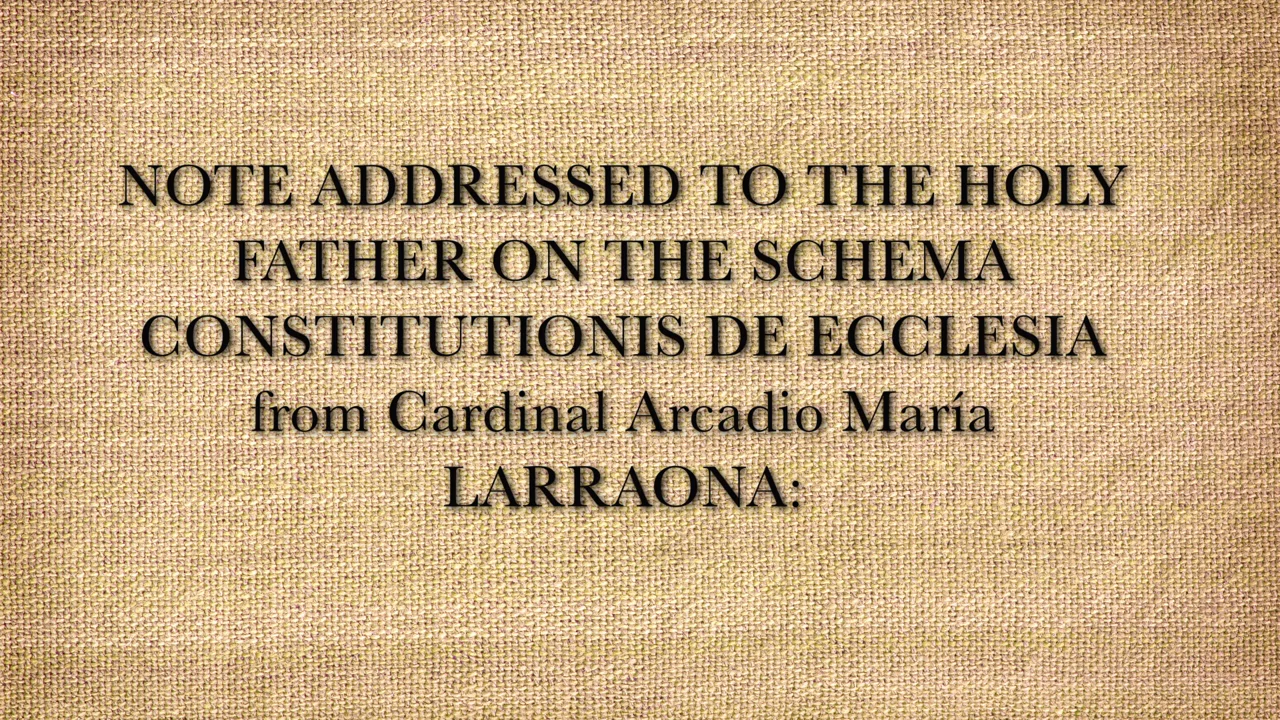 NOTE ADDRESSED TO THE HOLY
FATHER ON THE SCHEMA
CONSTITUTIONIS DE ECCLESIA
from Cardinal Arcadio María
LARRAONA: